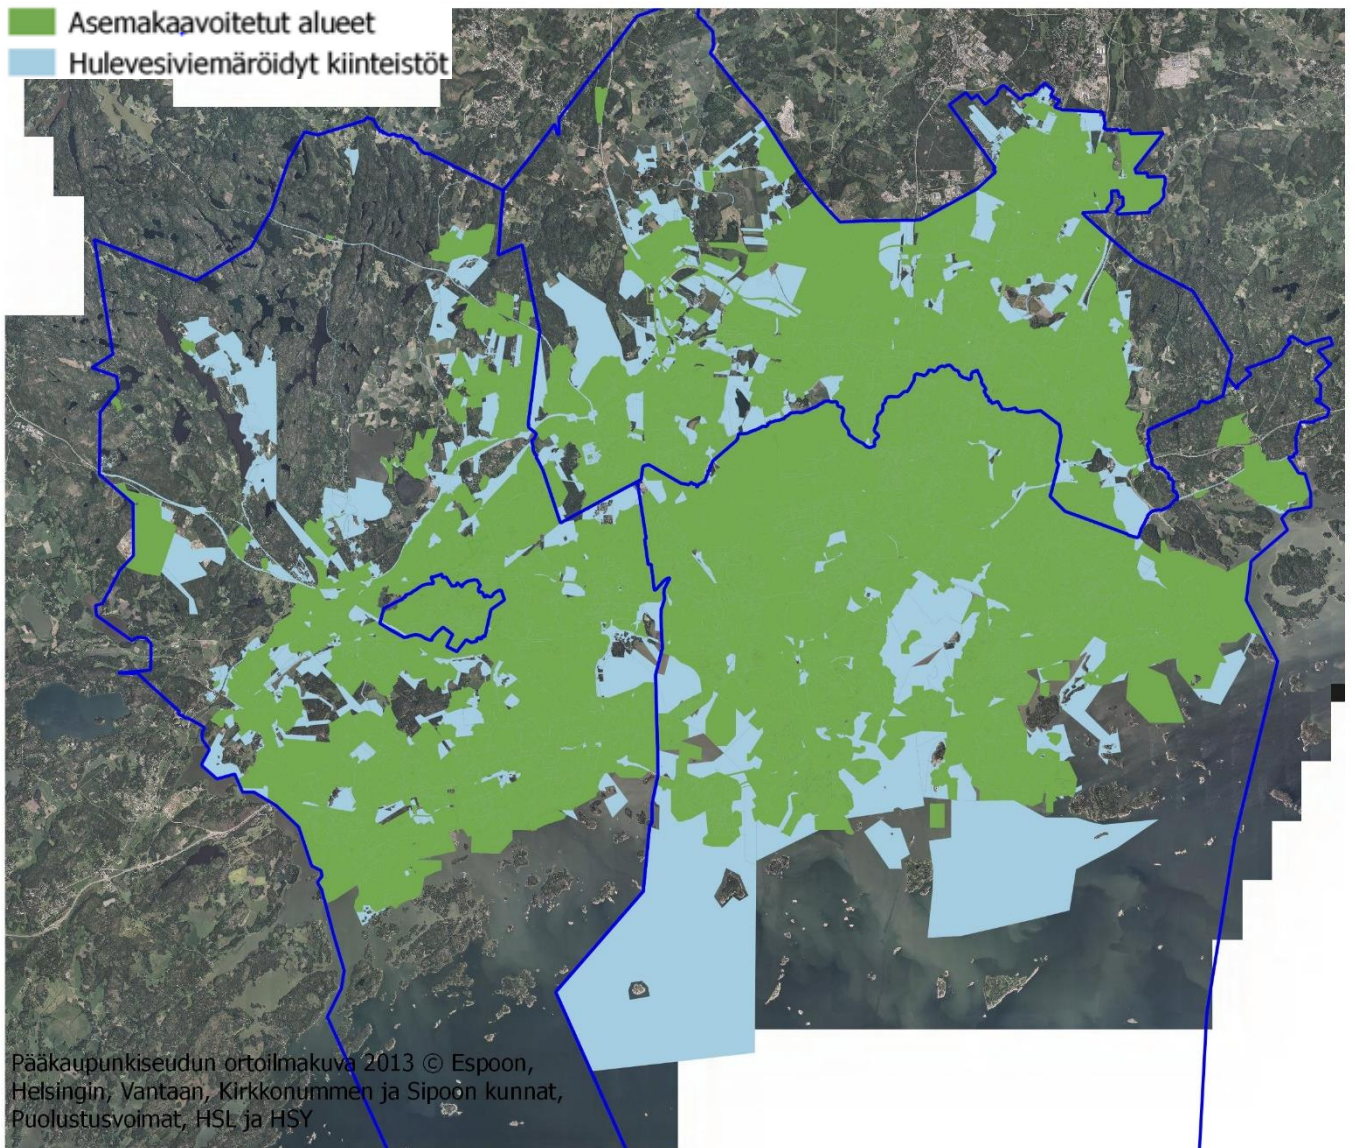 Asemakaavoitetut alueet
Hulevesiviemäröidyt kiinteistöt
Pääkaupunkiseudun ortoilmakuva 2013 © Espoon,
Helsingin, Vantaan, Kirkkonummen ja Sipoon kunnat,
Puolustusvoimat, HSL ja HSY